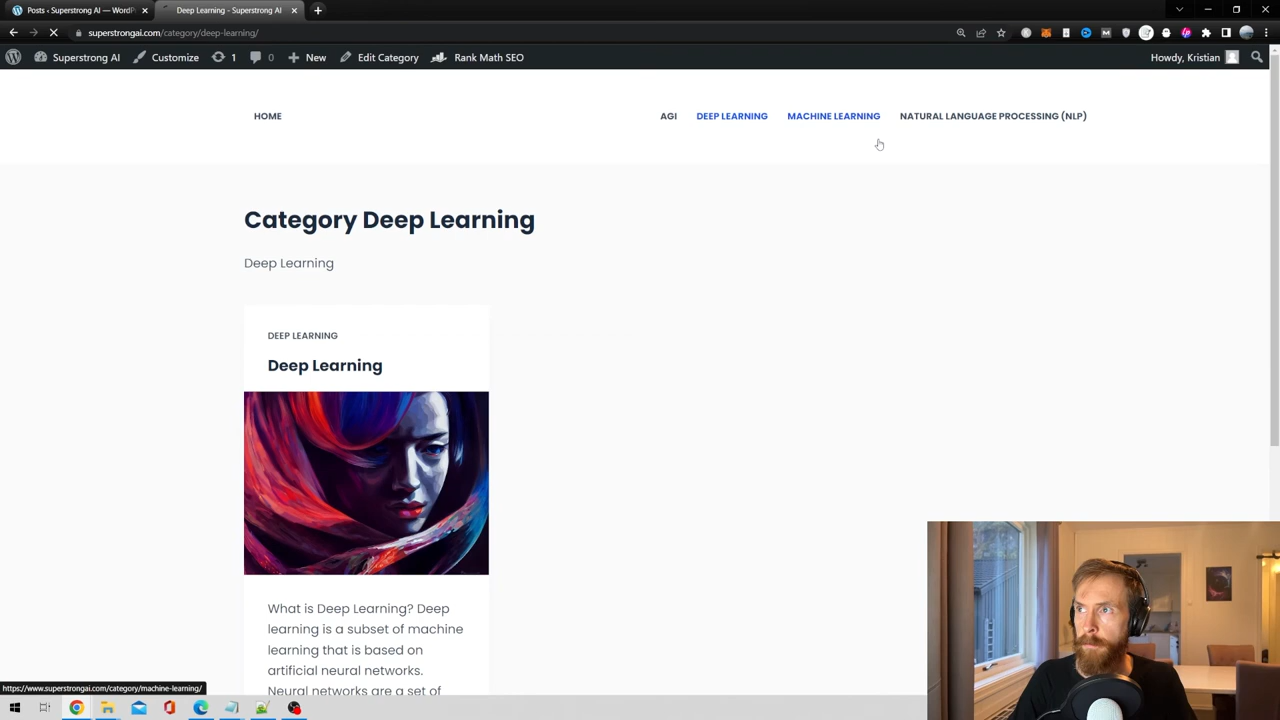 Posts ‹ Superstrong AI — WordP
Deep Learning - Superstrong AI
superstrongai.com/category/deep-learning/
Superstrong AI
Customize
1
0
New
Edit Category
Rank Math SEO
Howdy, Kristian
HOME
AGI
DEEP LEARNING
MACHINE LEARNING
NATURAL LANGUAGE PROCESSING (NLP)
Category Deep Learning
Deep Learning
DEEP LEARNING
Deep Learning
What is Deep Learning? Deep
learning is a subset of machine
learning that is based on
artificial neural networks.
Neural networks are a set of
https://www.superstrongai.com/category/machine-learning/